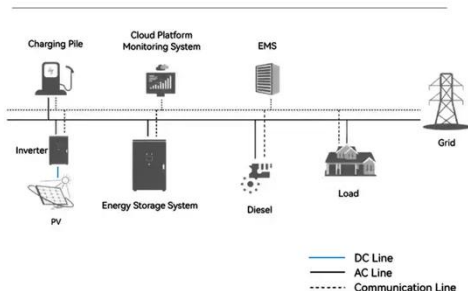 Charging Pile
Cloud Platform
Monitoring System
EMS
Grid
Inverter
PV
Energy Storage System
Diesel
Load
DC Line
AC Line
Communication Line